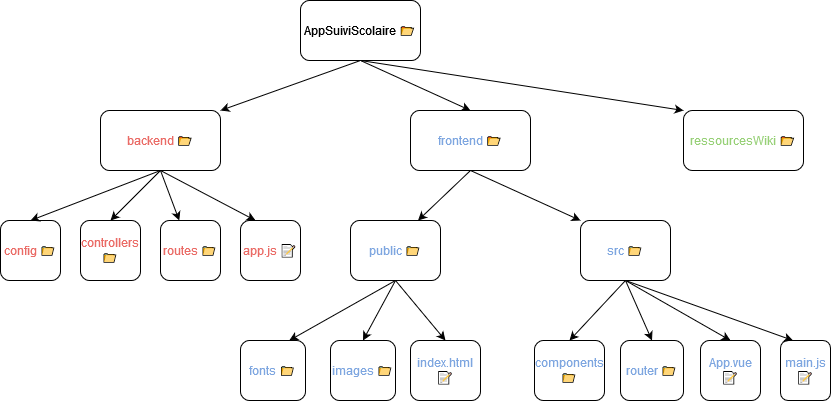 AppSuiviScolaire
backend
frontend
ressourcesWiki
config
controllers
routes
app.js
public
src
fonts
images
index.html
components
router
App.vue
main.js